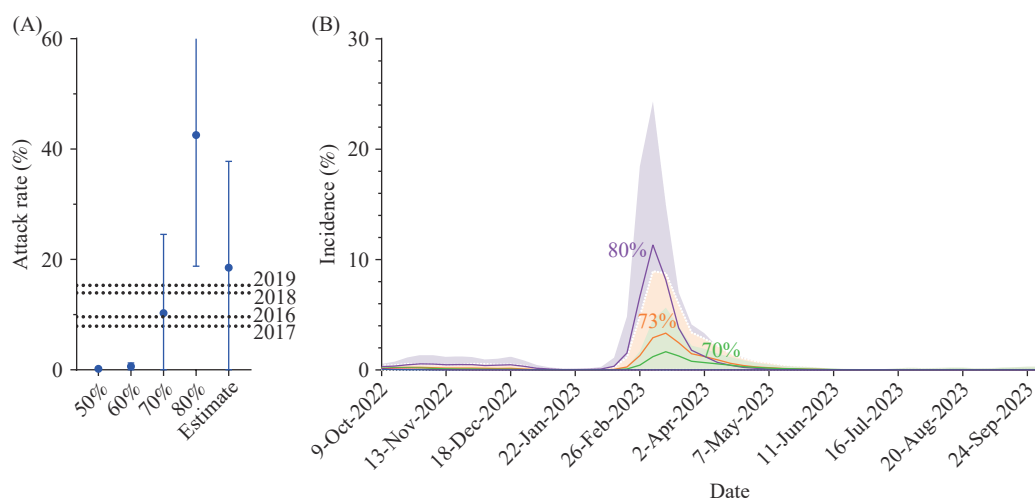 (A)
60
40
20
0
Attack rate (%)
2019
2018
2016
2017
50%
60%
70%
80%
Estimate
(B)
30
20
10
0
Incidence (%)
80%
73%
70%
9-Oct-2022
13-Nov-2022
18-Dec-2022
22-Jan-2023
26-Feb-2023
2-Apr-2023
7-May-2023
11-Jun-2023
16-Jul-2023
20-Aug-2023
24-Sep-2023
Date